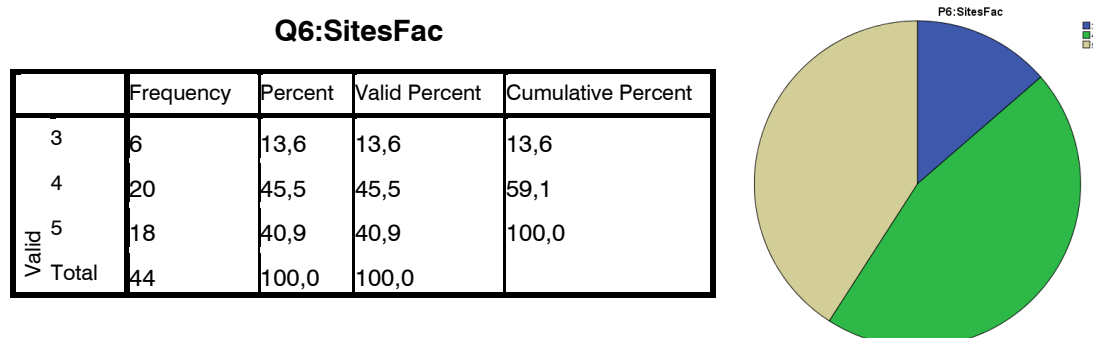 Q6:SitesFac
Frequency Percent Valid Percent Cumulative Percent
Valid
3 6 13,6 13,6 13,6
4 20 45,5 45,5 59,1
5 18 40,9 40,9 100,0
Total 44 100,0 100,0
P6:SitesFac